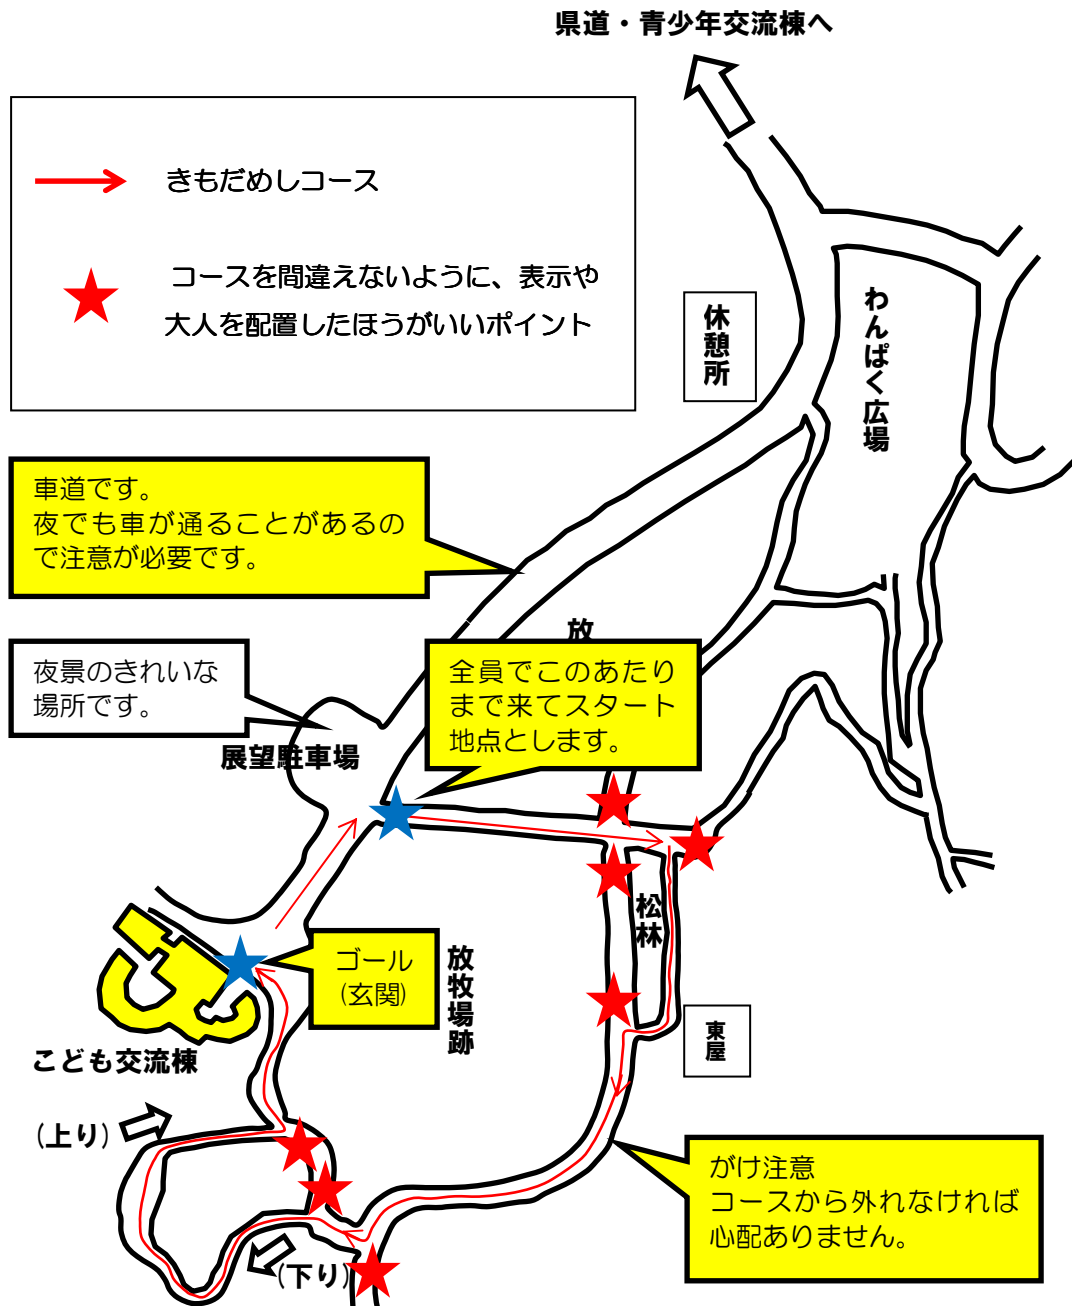 県道・青少年交流棟へ
きもだめしコース
コースを間違えないように、表示や
大人を配置したほうがいいポイント
休憩所
わんぱく広場
車道です。
夜でも車が通ることがあるの
で注意が必要です。
放
夜景のきれいな
場所です。
全員でこのあたり
まで来てスタート
地点とします。
展望駐車場
松林
ゴール
(玄関)
放牧場跡
東屋
こども交流棟
(上り)
がけ注意
コースから外れなければ
心配ありません。
(下り)